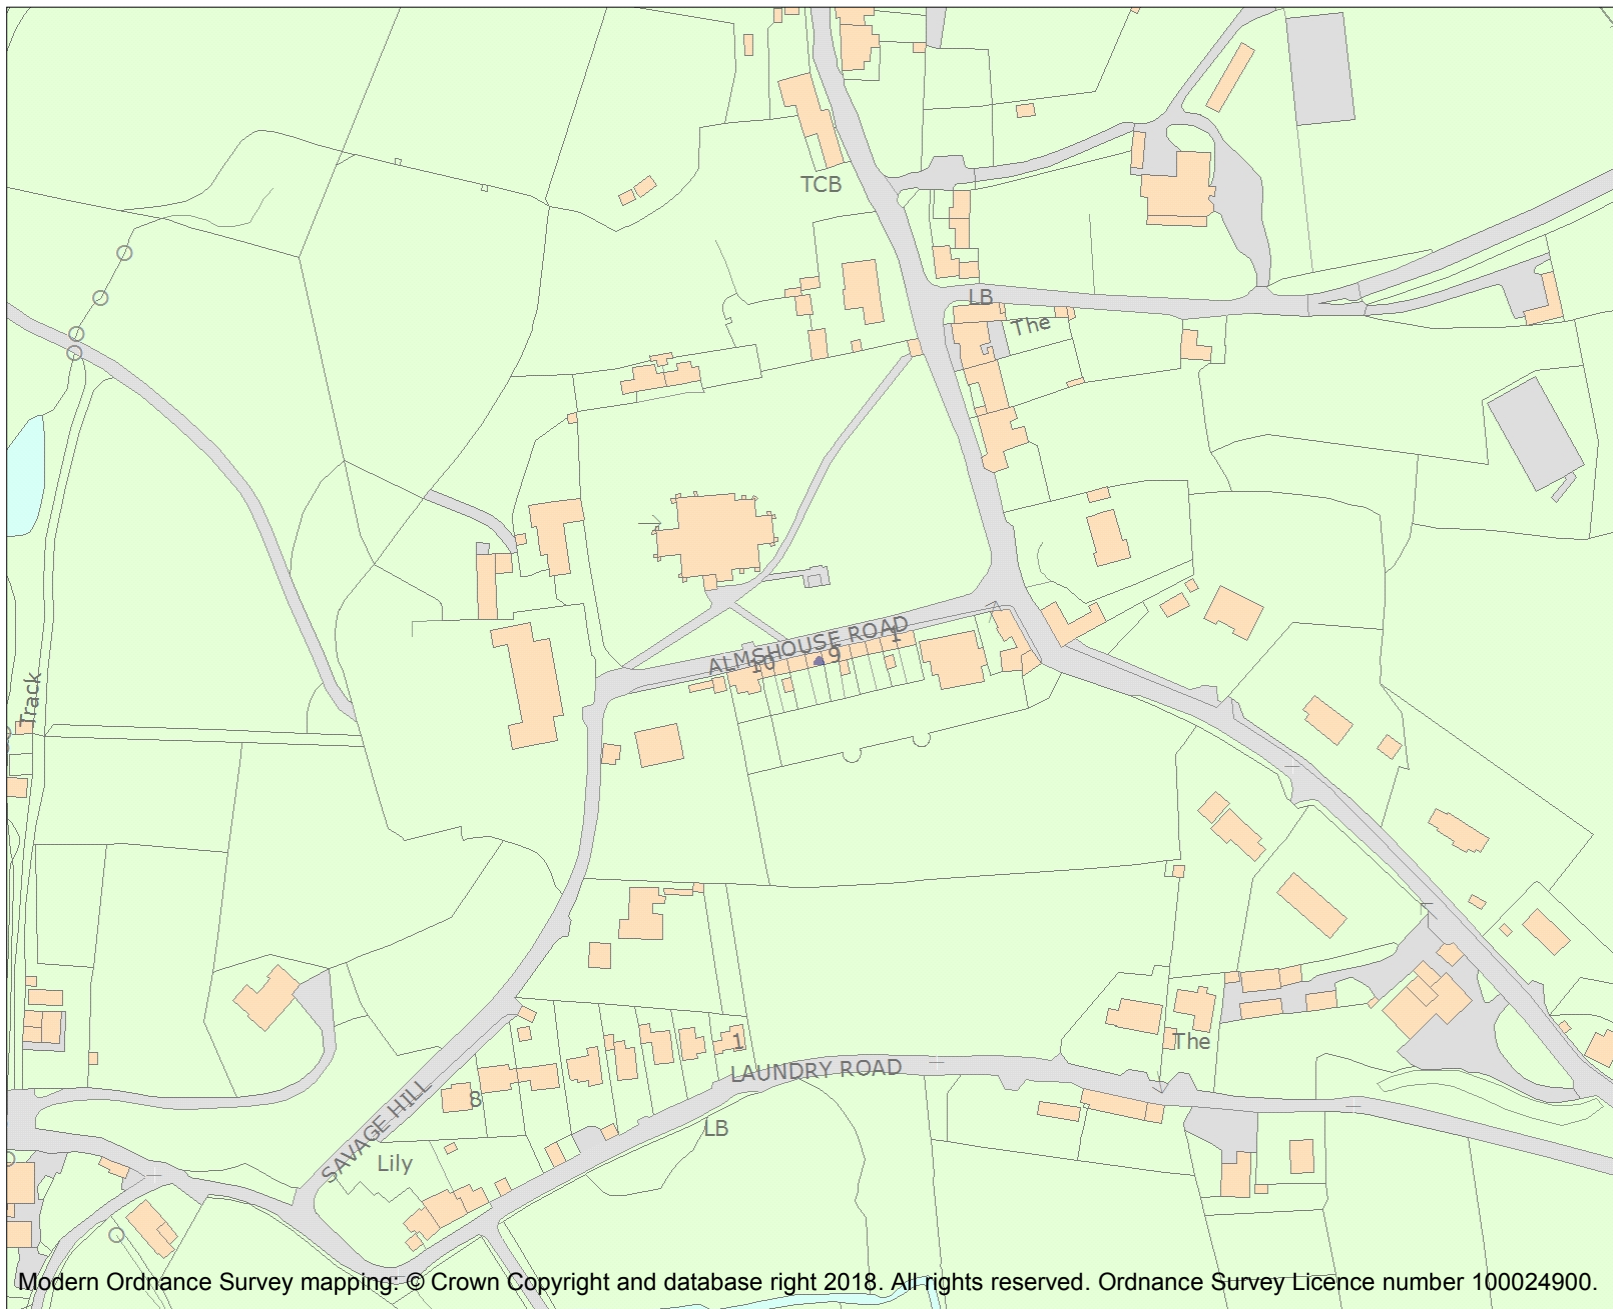 TCB
LB
The
ALMSHOUSE ROAD
1
9
10
Track
The
1
LAUNDRY ROAD
8
SAVAGE HILL
LB
Lily
Modern Ordnance Survey mapping: © Crown Copyright and database right 2018. All rights reserved. Ordnance Survey Licence number 100024900.